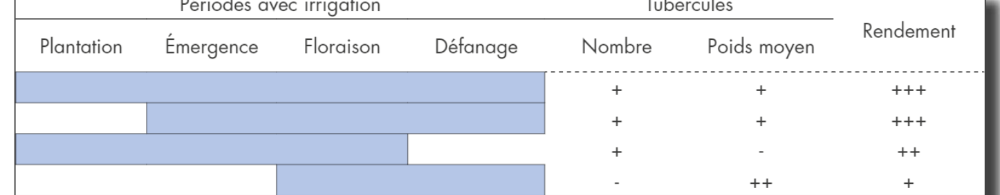 Périodes avec irrigation Tubercules
Rendement
Plantation Émergence Floraison Défanage Nombre Poids moyen
+ + +++
+ + +++
+ - ++
- ++ +